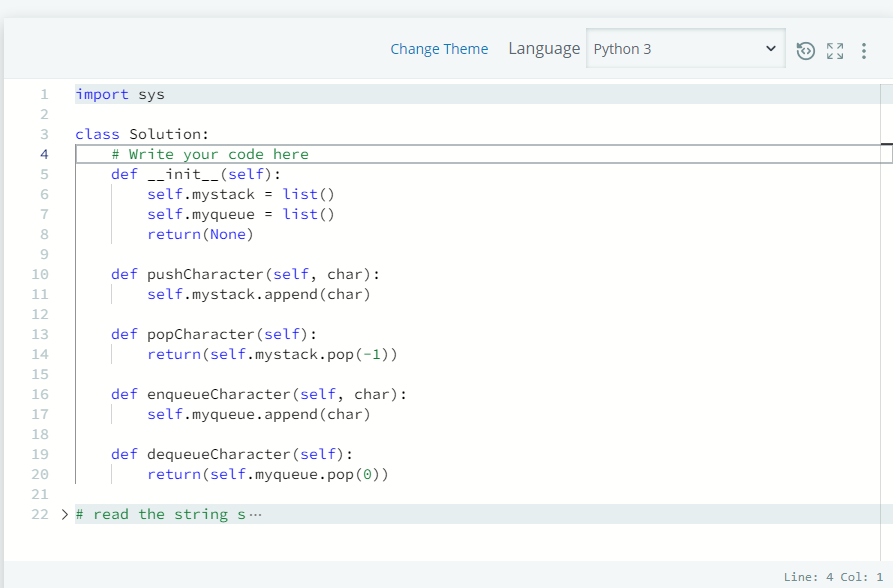 Change Theme Language Python 3
1 import sys
2
3 class Solution:
4     # Write your code here
5     def __init__(self):
6         self.mystack = list()
7         self.myqueue = list()
8         return(None)
9
10     def pushCharacter(self, char):
11         self.mystack.append(char)
12
13     def popCharacter(self):
14         return(self.mystack.pop(-1))
15
16     def enqueueCharacter(self, char):
17         self.myqueue.append(char)
18
19     def dequeueCharacter(self):
20         return(self.myqueue.pop(0))
21
22 # read the string s⋯
Line: 4 Col: 1